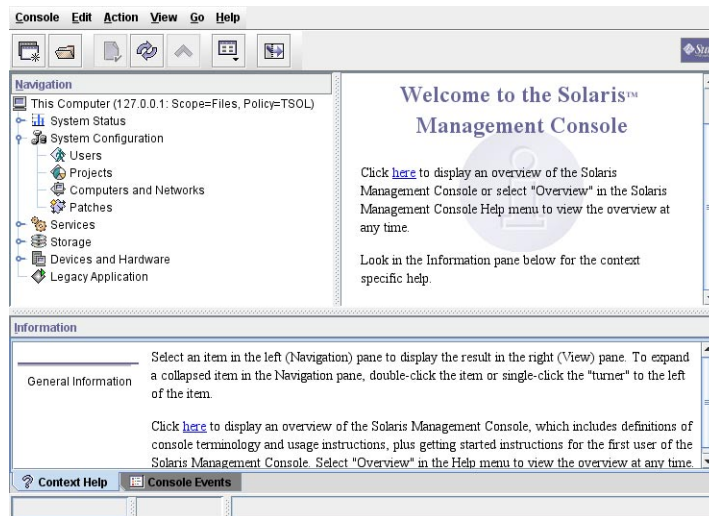 Console Edit Action View Go Help
Navigation
This Computer (127.0.0.1: Scope=Files, Policy=TSOL)
System Status
System Configuration
Users
Projects
Computers and Networks
Patches
Services
Storage
Devices and Hardware
Legacy Application
Welcome to the Solaris™
Management Console
Click here to display an overview of the Solaris
Management Console or select "Overview" in the Solaris
Management Console Help menu to view the overview at
any time.
Look in the Information pane below for the context
specific help.
Information
General Information
Select an item in the left (Navigation) pane to display the result in the right (View) pane. To expand
a collapsed item in the Navigation pane, double-click the item or single-click the "turner" to the left
of the item.
Click here to display an overview of the Solaris Management Console, which includes definitions of
console terminology and usage instructions, plus getting started instructions for the first user of the
Solaris Management Console. Select "Overview" in the Help menu to view the overview at any time.
Context Help Console Events